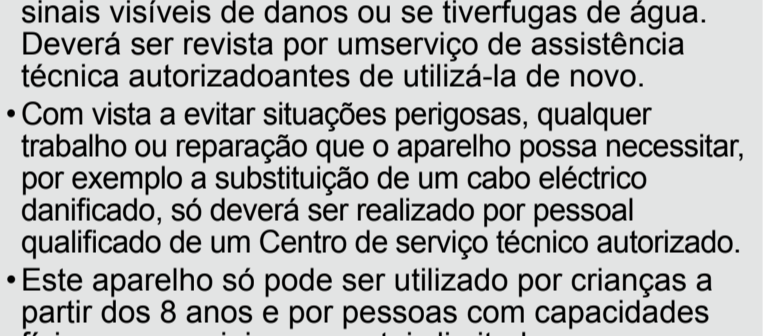 sinais visíveis de danos ou se tiverfugas de água.
Deverá ser revista por umserviço de assistência
técnica autorizadoantes de utilizá-la de novo.
•Com vista a evitar situações perigosas, qualquer
trabalho ou reparação que o aparelho possa necessitar,
por exemplo a substituição de um cabo eléctrico
danificado, só deverá ser realizado por pessoal
qualificado de um Centro de serviço técnico autorizado.
•Este aparelho só pode ser utilizado por crianças a
partir dos 8 anos e por pessoas com capacidades